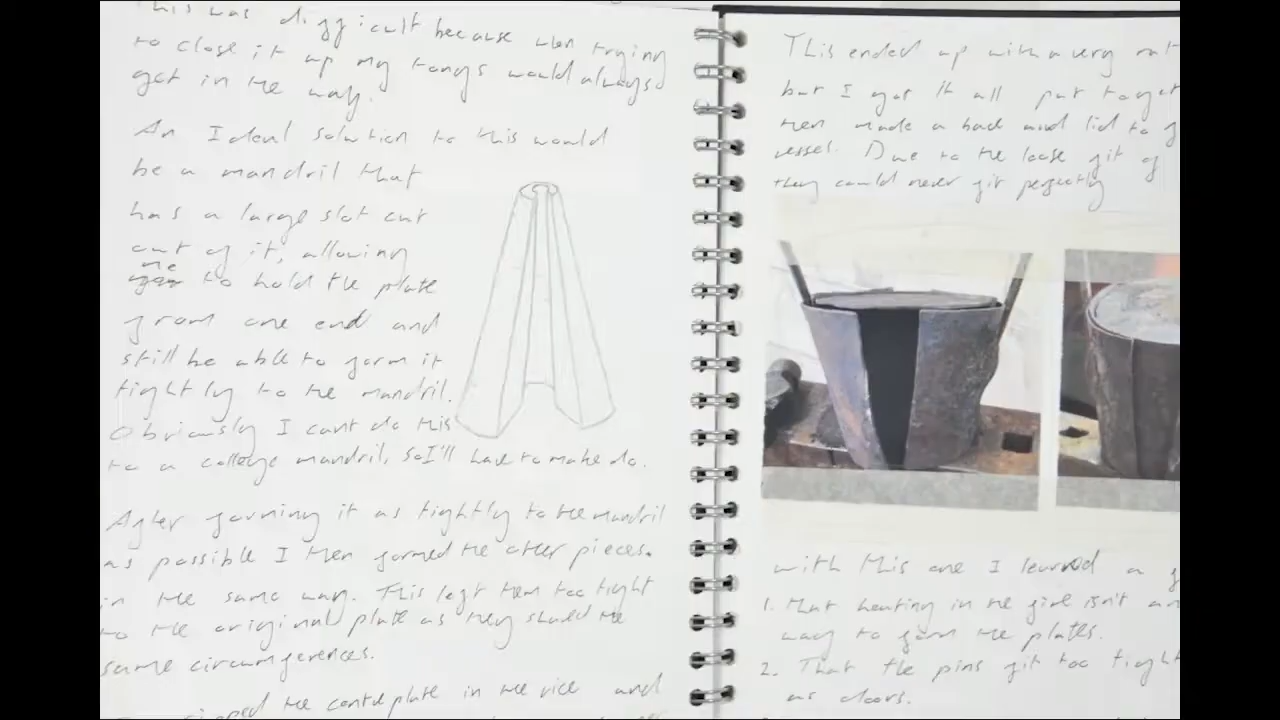 This was difficult because when trying
to close it up my tongs would always
get in the way.
An Ideal solution to this would
be a mandril that
has a large slot cut
out of it, allowing
me
to hold the plate
from one end and
still be able to form it
tightly to the mandril.
Obviously I cant do this
to a college mandril, so I'll have to make do.
After forming it as tightly to the mandril
as possible I then formed the other pieces.
in the same way. This left them too tight
to the original plate as they should the
same circumferences.
the centre plate in the vice and
This ended up with a very
but I got it all put
then made a back and lid to
vessel. Due to the loose fit of
they could never fit perfectly
with this one I learned a
1. That heating in the fire isn't
way to form the plates.
2. That the pins fit too tight
as doors.